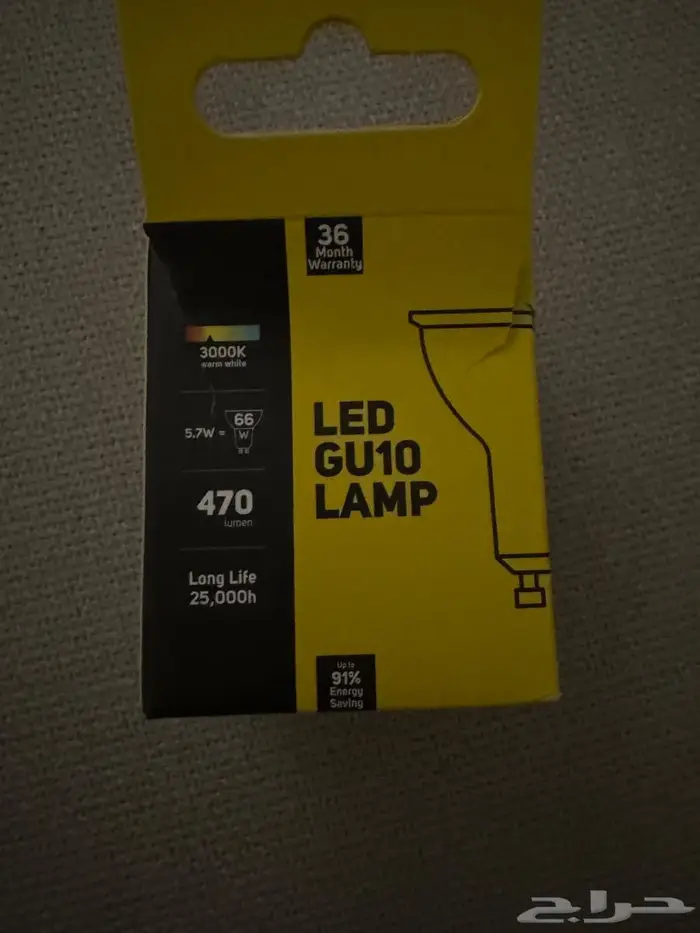 36
Month
Warranty
3000K
warm white
5.7W =
66
W
470
lumen
Long Life
25,000h
LED
GU10
LAMP
Up to
91%
Energy
Saving
حراج